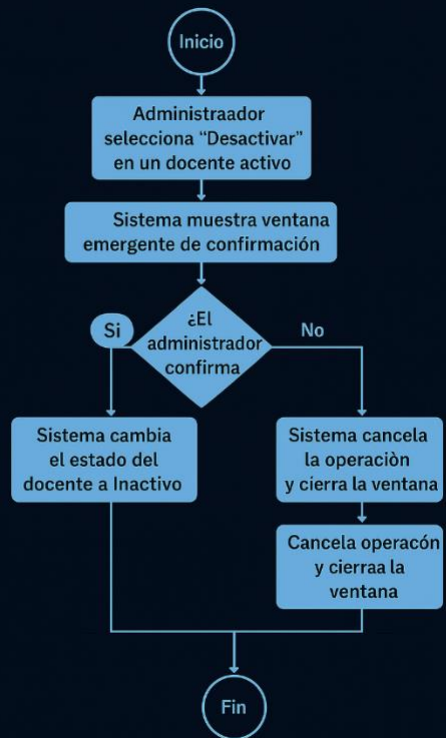 Inicio
Administraador
selecciona “Desactivar”
en un docente activo
Sistema muestra ventana
emergente de confirmación
¿El
administrador
confirma
Si
No
Sistema cambia
el estado del
docente a Inactivo
Sistema cancela
la operaciòn
y cierra la ventana
Cancela operacón
y cierraa la
ventana
Fin